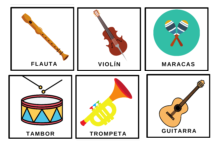 FLAUTA
VIOLÍN
MARACAS
TAMBOR
TROMPETA
GUITARRA